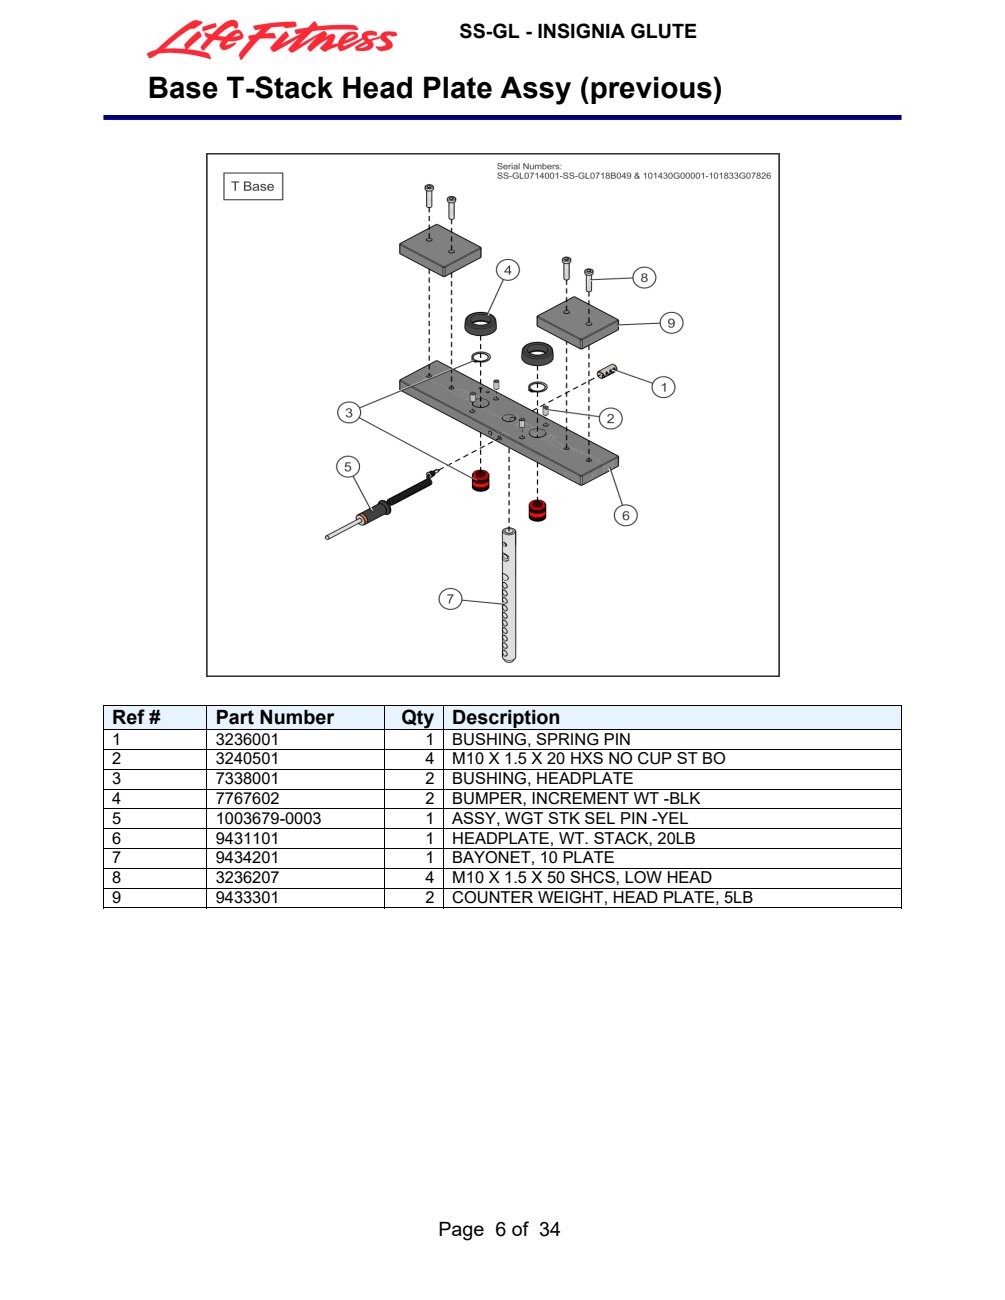 Life Fitness
SS-GL - INSIGNIA GLUTE
Base T-Stack Head Plate Assy (previous)
Serial Numbers:
SS-GL0714001-SS-GL0718B049 & 101430G00001-101833G07826
T Base
4
8
9
1
3
2
5
6
7
Ref # Part Number Qty Description
1 3236001 1 BUSHING, SPRING PIN
2 3240501 4 M10 X 1.5 X 20 HXS NO CUP ST BO
3 7338001 2 BUSHING, HEADPLATE
4 7767602 2 BUMPER, INCREMENT WT -BLK
5 1003679-0003 1 ASSY, WGT STK SEL PIN -YEL
6 9431101 1 HEADPLATE, WT. STACK, 20LB
7 9434201 1 BAYONET, 10 PLATE
8 3236207 4 M10 X 1.5 X 50 SHCS, LOW HEAD
9 9433301 2 COUNTER WEIGHT, HEAD PLATE, 5LB
Page 6 of 34